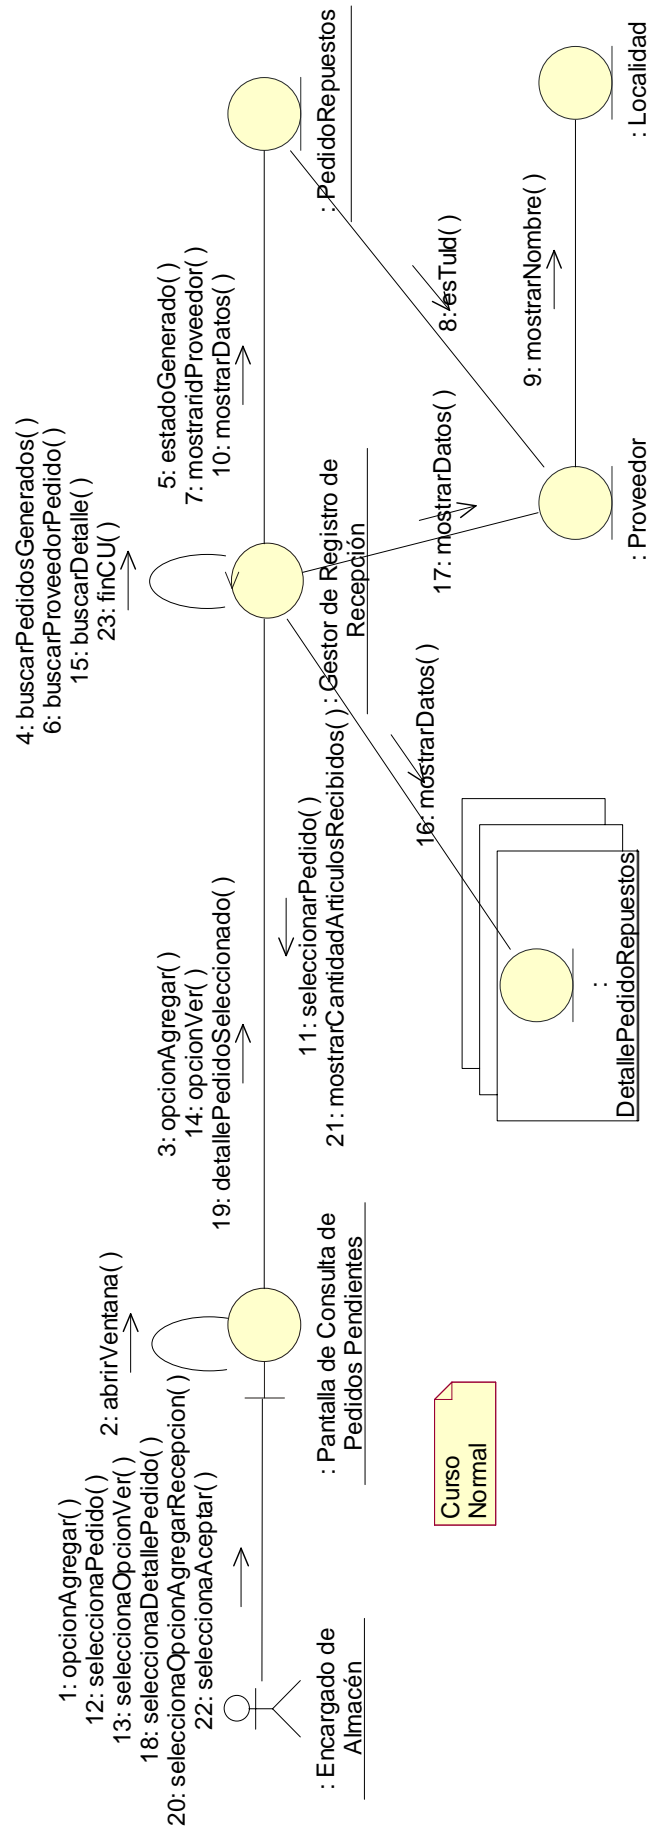 1: opcionAgregar( )
12: seleccionaPedido( )
13: seleccionaOpcionVer( )
18: seleccionaDetallePedido( )
20: seleccionaOpcionAgregarRecepcion( )
22: seleccionaAceptar( )
: Encargado de
Almacén
2: abrirVentana( )
: Pantalla de Consulta de
Pedidos Pendientes
Curso
Normal
3: opcionAgregar( )
14: opcionVer( )
19: detallePedidoSeleccionado( )
11: seleccionarPedido( )
21: mostrarCantidadArticulosRecibidos( )
4: buscarPedidosGenerados( )
6: buscarProveedorPedido( )
15: buscarDetalle( )
23: finCU( )
: Gestor de Registro de
Recepción
16: mostrarDatos( )
:
DetallePedidoRepuestos
17: mostrarDatos( )
5: estadoGenerado( )
7: mostraridProveedor( )
10: mostrarDatos( )
: PedidoRepuestos
8: esTuId( )
: Proveedor
9: mostrarNombre( )
: Localidad